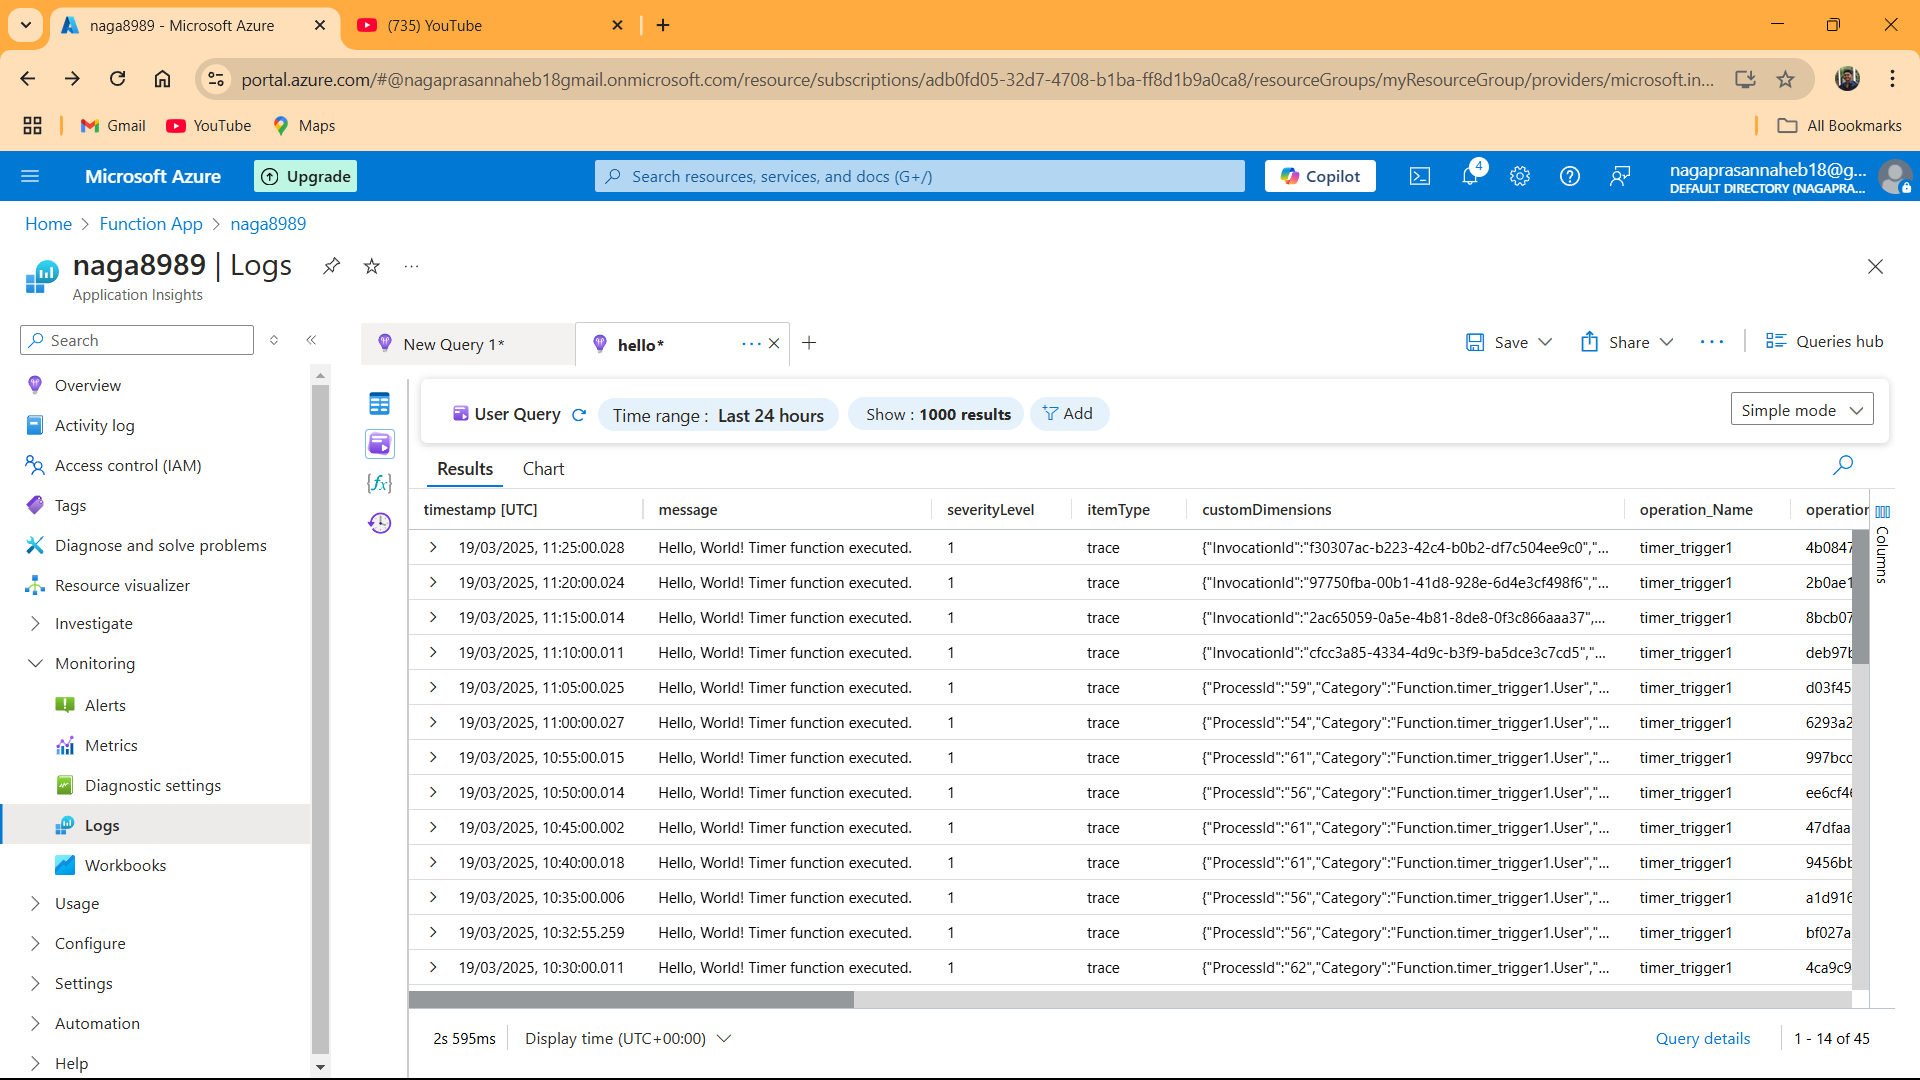 naga8989 - Microsoft Azure
(735) YouTube
portal.azure.com/#@nagaprasannaheb18gmail.onmicrosoft.com/resource/subscriptions/adb0fd05-32d7-4708-b1ba-ff8d1b9a0ca8/resourceGroups/myResourceGroup/providers/microsoft.in...
Gmail YouTube Maps All Bookmarks
Microsoft Azure Upgrade Search resources, services, and docs (G+/) Copilot 4 nagaprasannaheb18@g...
DEFAULT DIRECTORY (NAGAPRA...
Home > Function App > naga8989
naga8989 | Logs ...
Application Insights
Search
Overview
Activity log
Access control (IAM)
Tags
Diagnose and solve problems
Resource visualizer
Investigate
Monitoring
Alerts
Metrics
Diagnostic settings
Logs
Workbooks
Usage
Configure
Settings
Automation
Help
New Query 1* hello* ... Save Share ... Queries hub
User Query Time range : Last 24 hours Show : 1000 results Add Simple mode
Results Chart
timestamp [UTC] message severityLevel itemType customDimensions operation_Name operation
19/03/2025, 11:25:00.028 Hello, World! Timer function executed. 1 trace {"InvocationId":"f30307ac-b223-42c4-b0b2-df7c504ee9c0","... timer_trigger1 4b0847
19/03/2025, 11:20:00.024 Hello, World! Timer function executed. 1 trace {"InvocationId":"97750fba-00b1-41d8-928e-6d4e3cf498f6","... timer_trigger1 2b0ae1
19/03/2025, 11:15:00.014 Hello, World! Timer function executed. 1 trace {"InvocationId":"2ac65059-0a5e-4b81-8de8-0f3c866aaa37",... timer_trigger1 8bcb07
19/03/2025, 11:10:00.011 Hello, World! Timer function executed. 1 trace {"InvocationId":"cfcc3a85-4334-4d9c-b3f9-ba5dce3c7cd5","... timer_trigger1 deb97b
19/03/2025, 11:05:00.025 Hello, World! Timer function executed. 1 trace {"ProcessId":"59","Category":"Function.timer_trigger1.User","... timer_trigger1 d03f45
19/03/2025, 11:00:00.027 Hello, World! Timer function executed. 1 trace {"ProcessId":"54","Category":"Function.timer_trigger1.User","... timer_trigger1 6293a2
19/03/2025, 10:55:00.015 Hello, World! Timer function executed. 1 trace {"ProcessId":"61","Category":"Function.timer_trigger1.User","... timer_trigger1 997bcc
19/03/2025, 10:50:00.014 Hello, World! Timer function executed. 1 trace {"ProcessId":"56","Category":"Function.timer_trigger1.User","... timer_trigger1 ee6cf46
19/03/2025, 10:45:00.002 Hello, World! Timer function executed. 1 trace {"ProcessId":"61","Category":"Function.timer_trigger1.User","... timer_trigger1 47dfaa
19/03/2025, 10:40:00.018 Hello, World! Timer function executed. 1 trace {"ProcessId":"61","Category":"Function.timer_trigger1.User","... timer_trigger1 9456bb
19/03/2025, 10:35:00.006 Hello, World! Timer function executed. 1 trace {"ProcessId":"56","Category":"Function.timer_trigger1.User","... timer_trigger1 a1d916
19/03/2025, 10:32:55.259 Hello, World! Timer function executed. 1 trace {"ProcessId":"56","Category":"Function.timer_trigger1.User","... timer_trigger1 bf027a
19/03/2025, 10:30:00.011 Hello, World! Timer function executed. 1 trace {"ProcessId":"62","Category":"Function.timer_trigger1.User","... timer_trigger1 4ca9c9
Columns
2s 595ms Display time (UTC+00:00) Query details 1 - 14 of 45